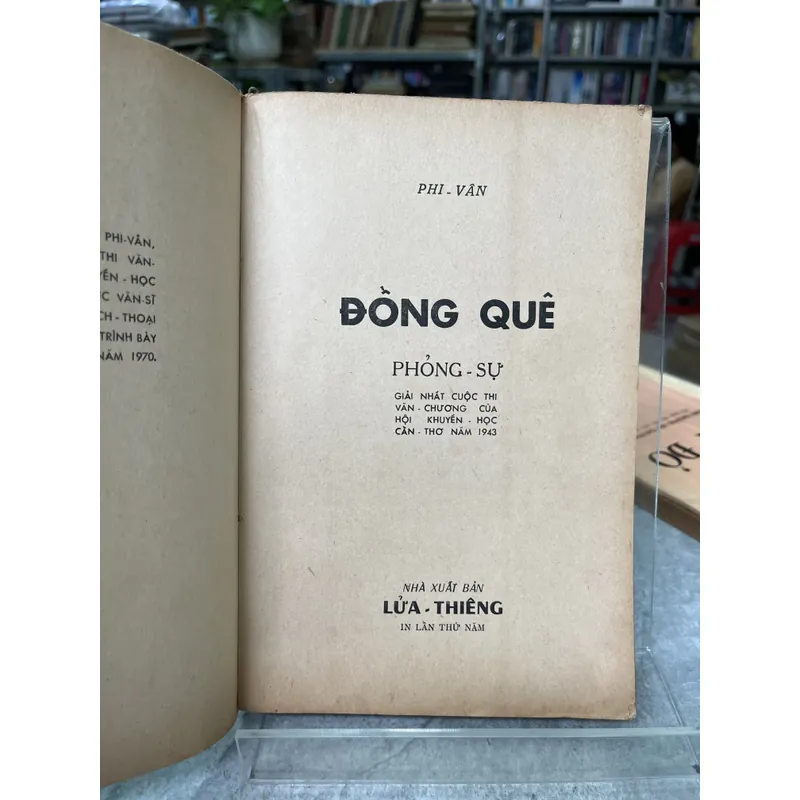 PHI-VÂN,
THI VĂN-
HỌC
VĂN-SĨ
THOẠI
TRÌNH BÀY
NĂM 1970.
PHI - VÂN
ĐỒNG QUÊ
PHỎNG - SỰ
GIẢI NHẤT CUỘC THI
VĂN - CHƯƠNG CỦA
HỘI KHUYẾN - HỌC
CẦN - THƠ NĂM 1943
NHÀ XUẤT BẢN
LỬA - THIÊNG
IN LẦN THỨ NĂM